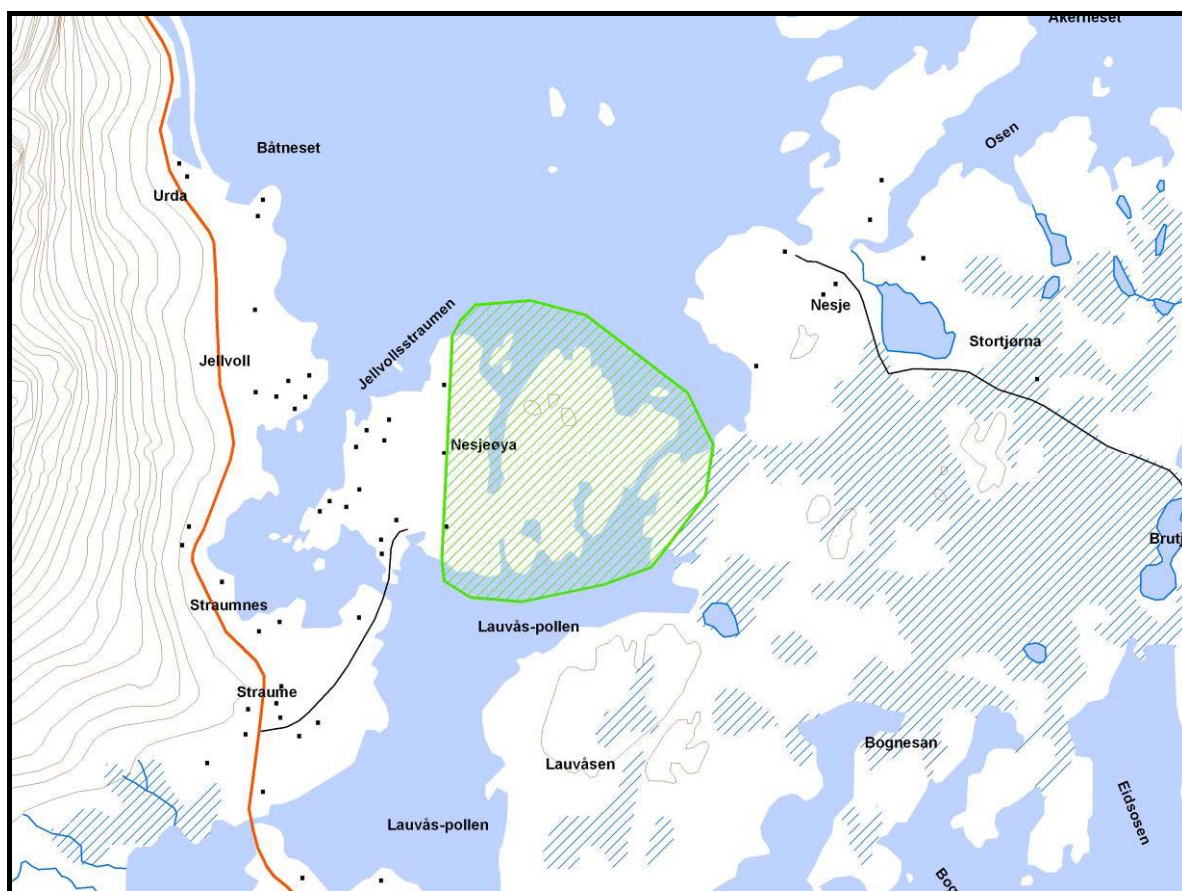 Åkerneset
Osen
Båtneset
Urda
Nesje
Jellvollsstraumen
Stortjørna
Jellvoll
Nesjeøya
Brutj
Straumnes
Lauvås-pollen
Straume
Bognesan
Lauvåsen
Eidsosen
Lauvås-pollen
Bog